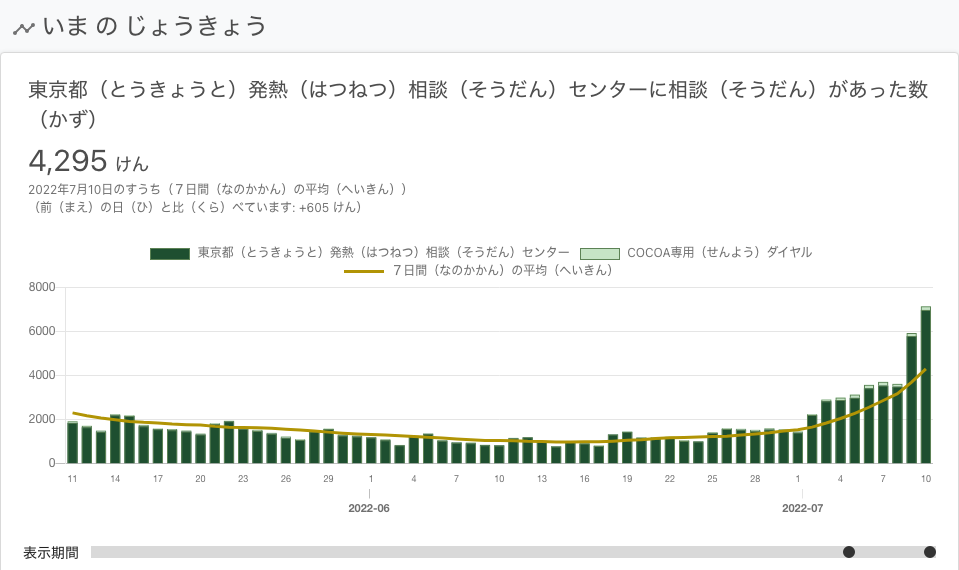 いま の じょうきょう
東京都（とうきょうと）発熱（はつねつ）相談（そうだん）センターに相談（そうだん）があった数
（かず）
4,295 けん
2022年7月10日のすうち（７日間（なのかかん）の平均（へいきん））
（前（まえ）の日（ひ）と比（くら）べています: +605 けん）
東京都（とうきょうと）発熱（はつねつ）相談（そうだん）センター COCOA専用（せんよう）ダイヤル
７日間（なのかかん）の平均（へいきん）
8000
6000
4000
2000
0
11 14 17 20 23 26 29 1 4 7 10 13 16 19 22 25 28 1 4 7 10
2022-06 2022-07
表示期間